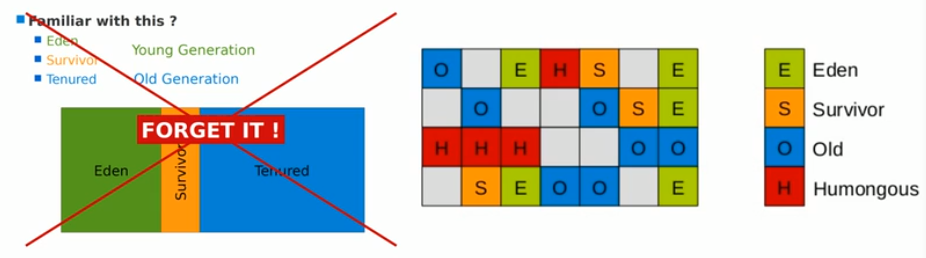 Familiar with this ?
Eden
Survivor
Tenured
Young Generation
Old Generation
FORGET IT !
Eden
Survivor
Tenured
O E H S E
O O S E
H H H O O
S E O O E
E Eden
S Survivor
O Old
H Humongous